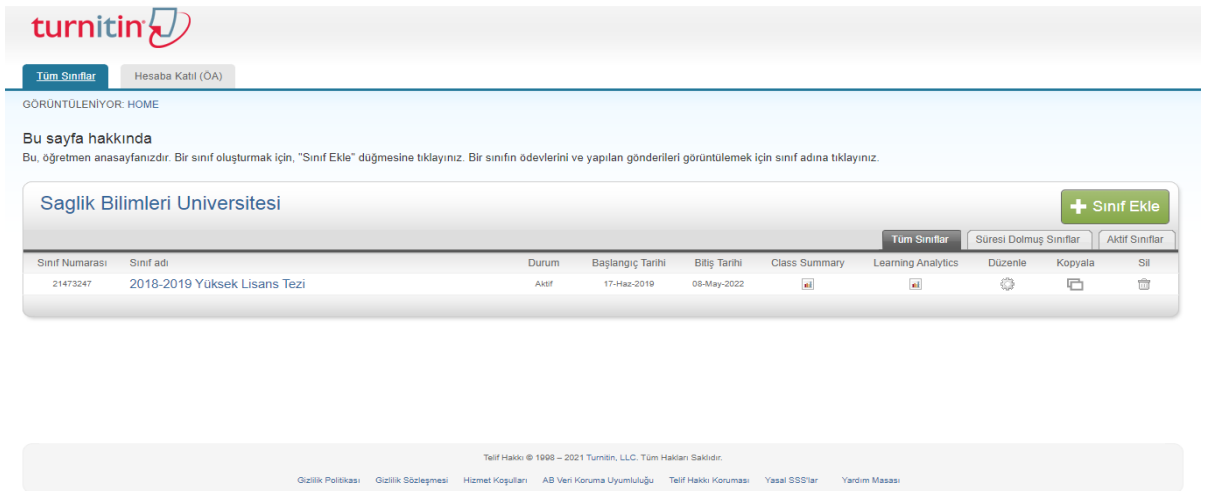 turnitin
Tüm Sınıflar Hesaba Katıl (ÖA)
GÖRÜNTÜLENİYOR: HOME
Bu sayfa hakkında
Bu, öğretmen anasayfanızdır. Bir sınıf oluşturmak için, "Sınıf Ekle" düğmesine tıklayınız. Bir sınıfın ödevlerini ve yapılan gönderileri görüntülemek için sınıf adına tıklayınız.
Saglik Bilimleri Universitesi
Sınıf Ekle
Tüm Sınıflar Süresi Dolmuş Sınıflar Aktif Sınıflar
Sınıf Numarası Sınıf adı Durum Başlangıç Tarihi Bitiş Tarihi Class Summary Learning Analytics Düzenle Kopyala Sil
21473247 2018-2019 Yüksek Lisans Tezi Aktif 17-Haz-2019 08-May-2022
Telif Hakkı © 1998 – 2021 Turnitin, LLC. Tüm Hakları Saklıdır.
Gizlilik Politikası Gizlilik Sözleşmesi Hizmet Koşulları AB Veri Koruma Uyumluluğu Telif Hakkı Koruması Yasal SSS'lar Yardım Masası